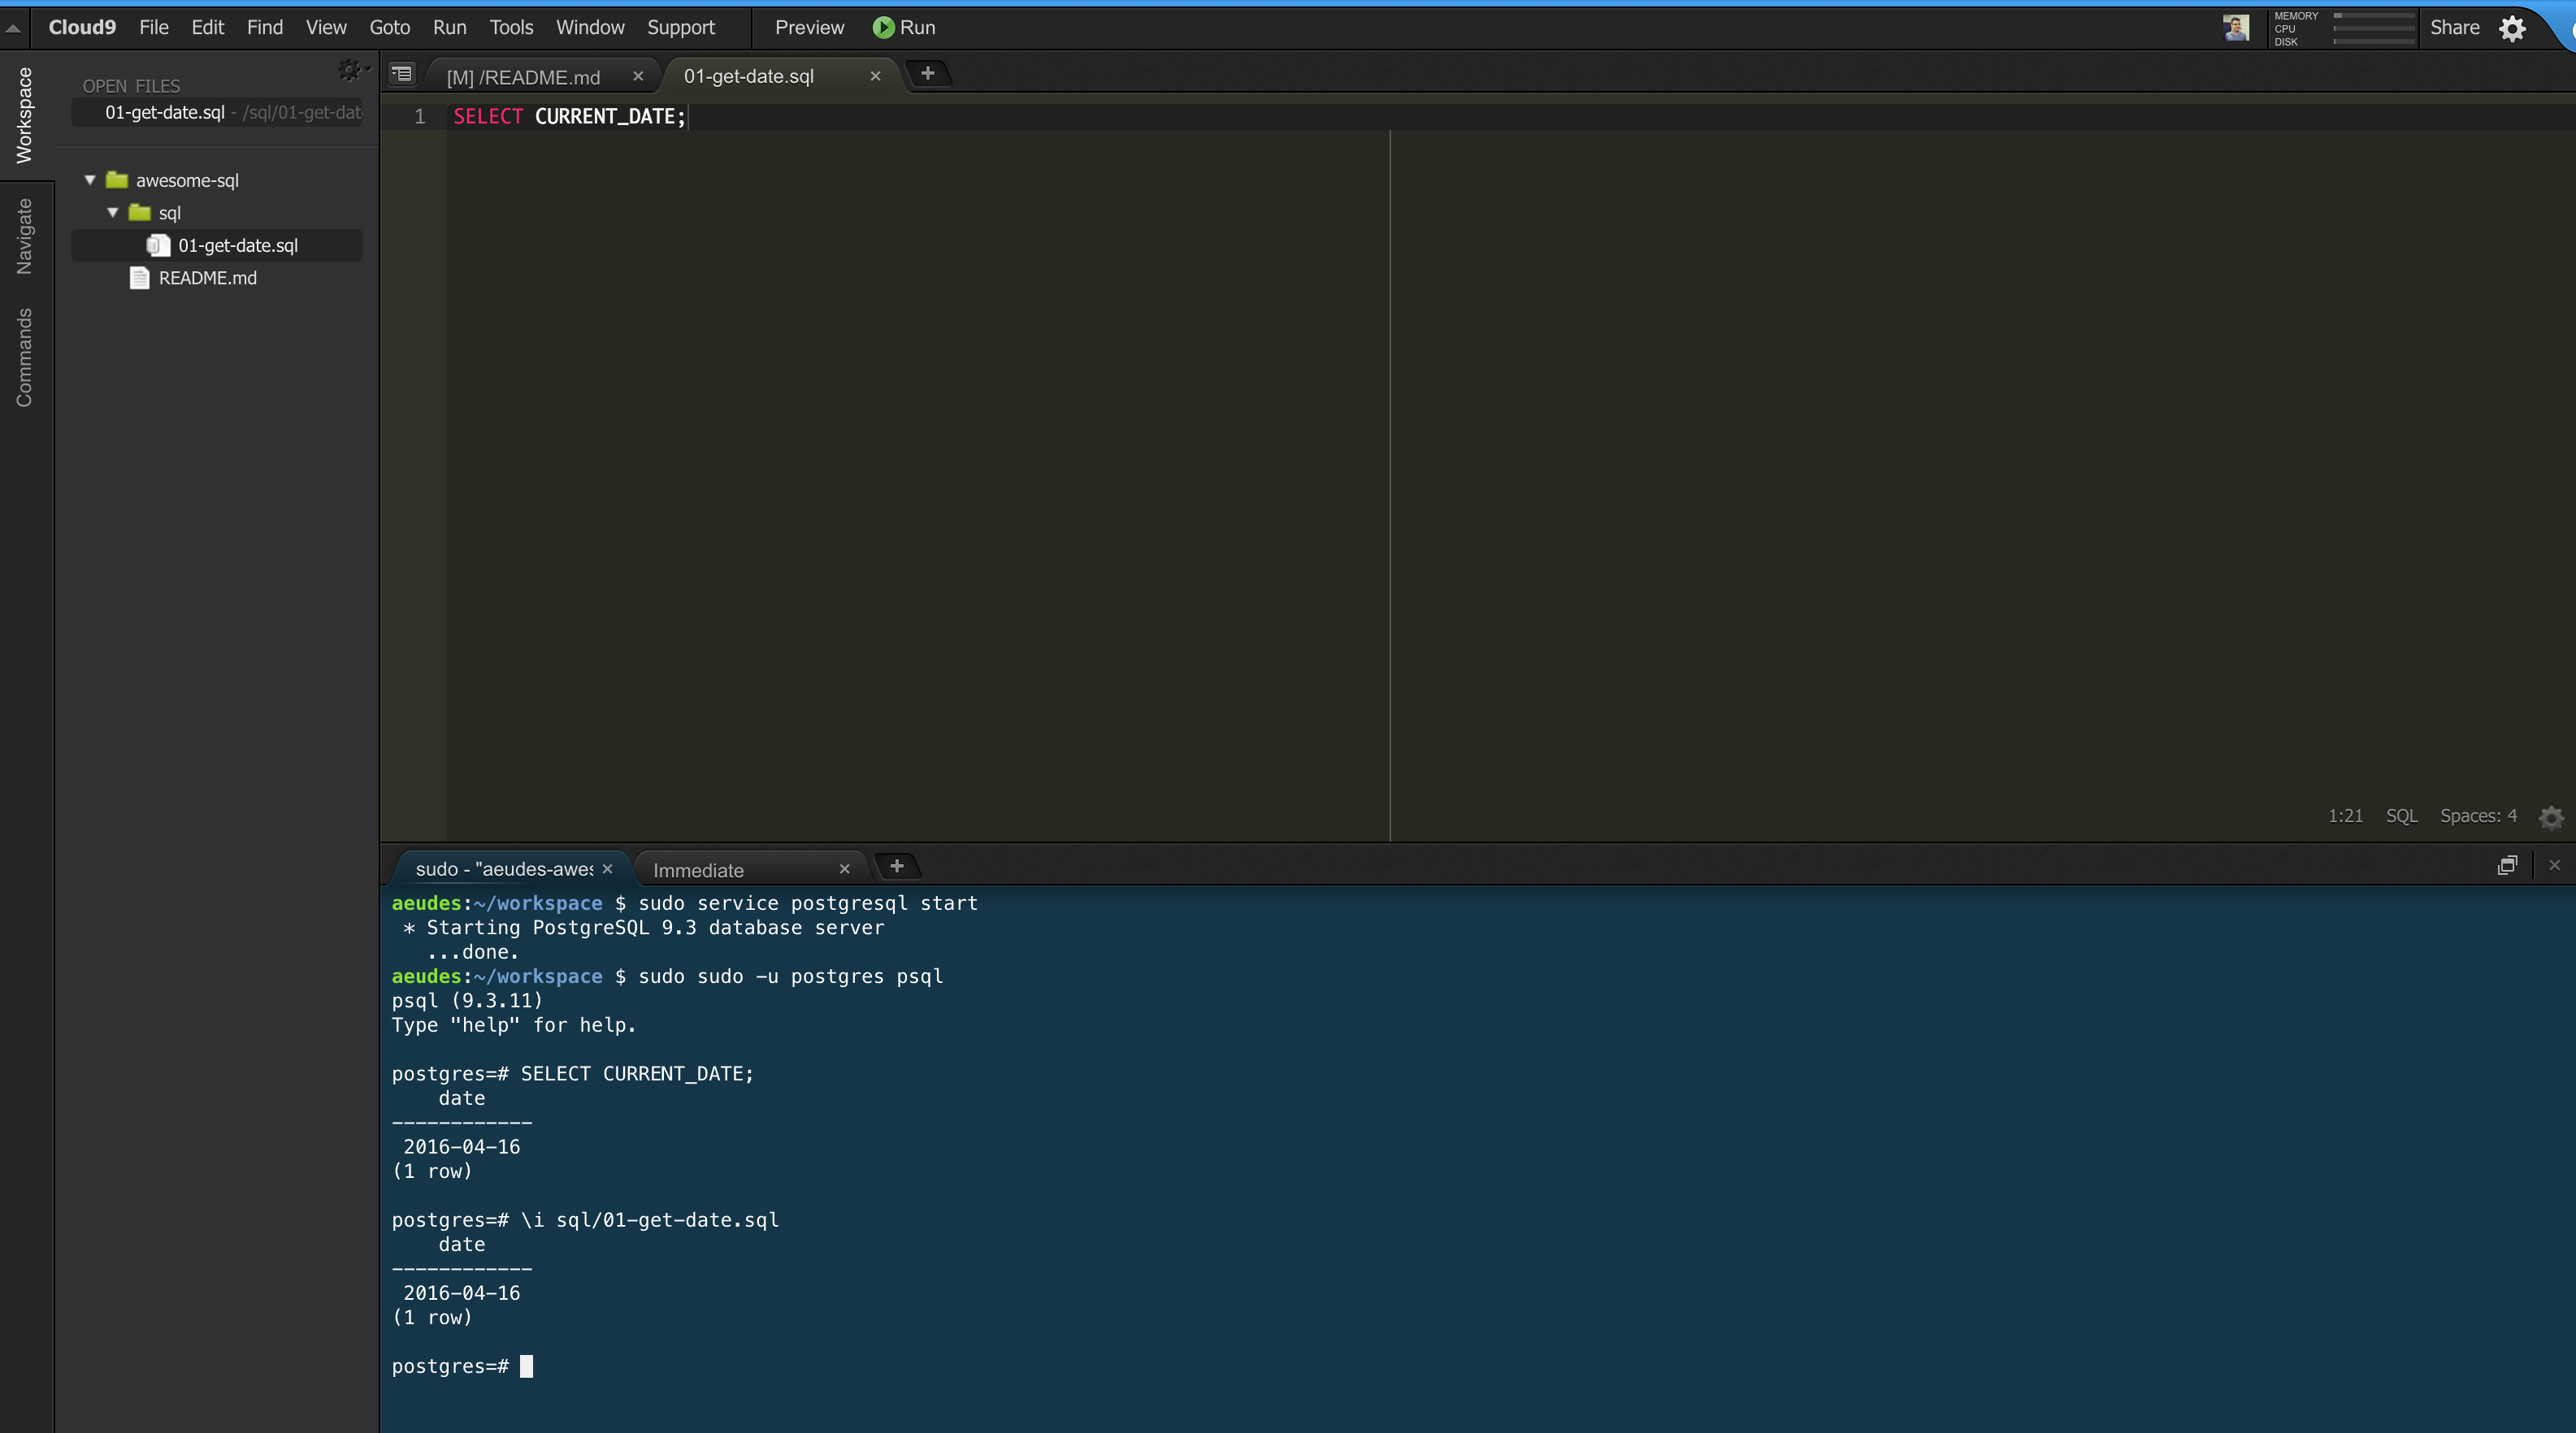 Cloud9 File Edit Find View Goto Run Tools Window Support Preview Run MEMORY CPU DISK Share
Workspace
Navigate
Commands
OPEN FILES
01-get-date.sql - /sql/01-get-dat
awesome-sql
sql
01-get-date.sql
README.md
[M] /README.md × 01-get-date.sql × +
1 SELECT CURRENT_DATE;
1:21 SQL Spaces: 4
sudo - "aeudes-awes × Immediate × +
aeudes:~/workspace $ sudo service postgresql start
* Starting PostgreSQL 9.3 database server
...done.
aeudes:~/workspace $ sudo sudo -u postgres psql
psql (9.3.11)
Type "help" for help.
postgres=# SELECT CURRENT_DATE;
date
------------
2016-04-16
(1 row)
postgres=# \i sql/01-get-date.sql
date
------------
2016-04-16
(1 row)
postgres=#